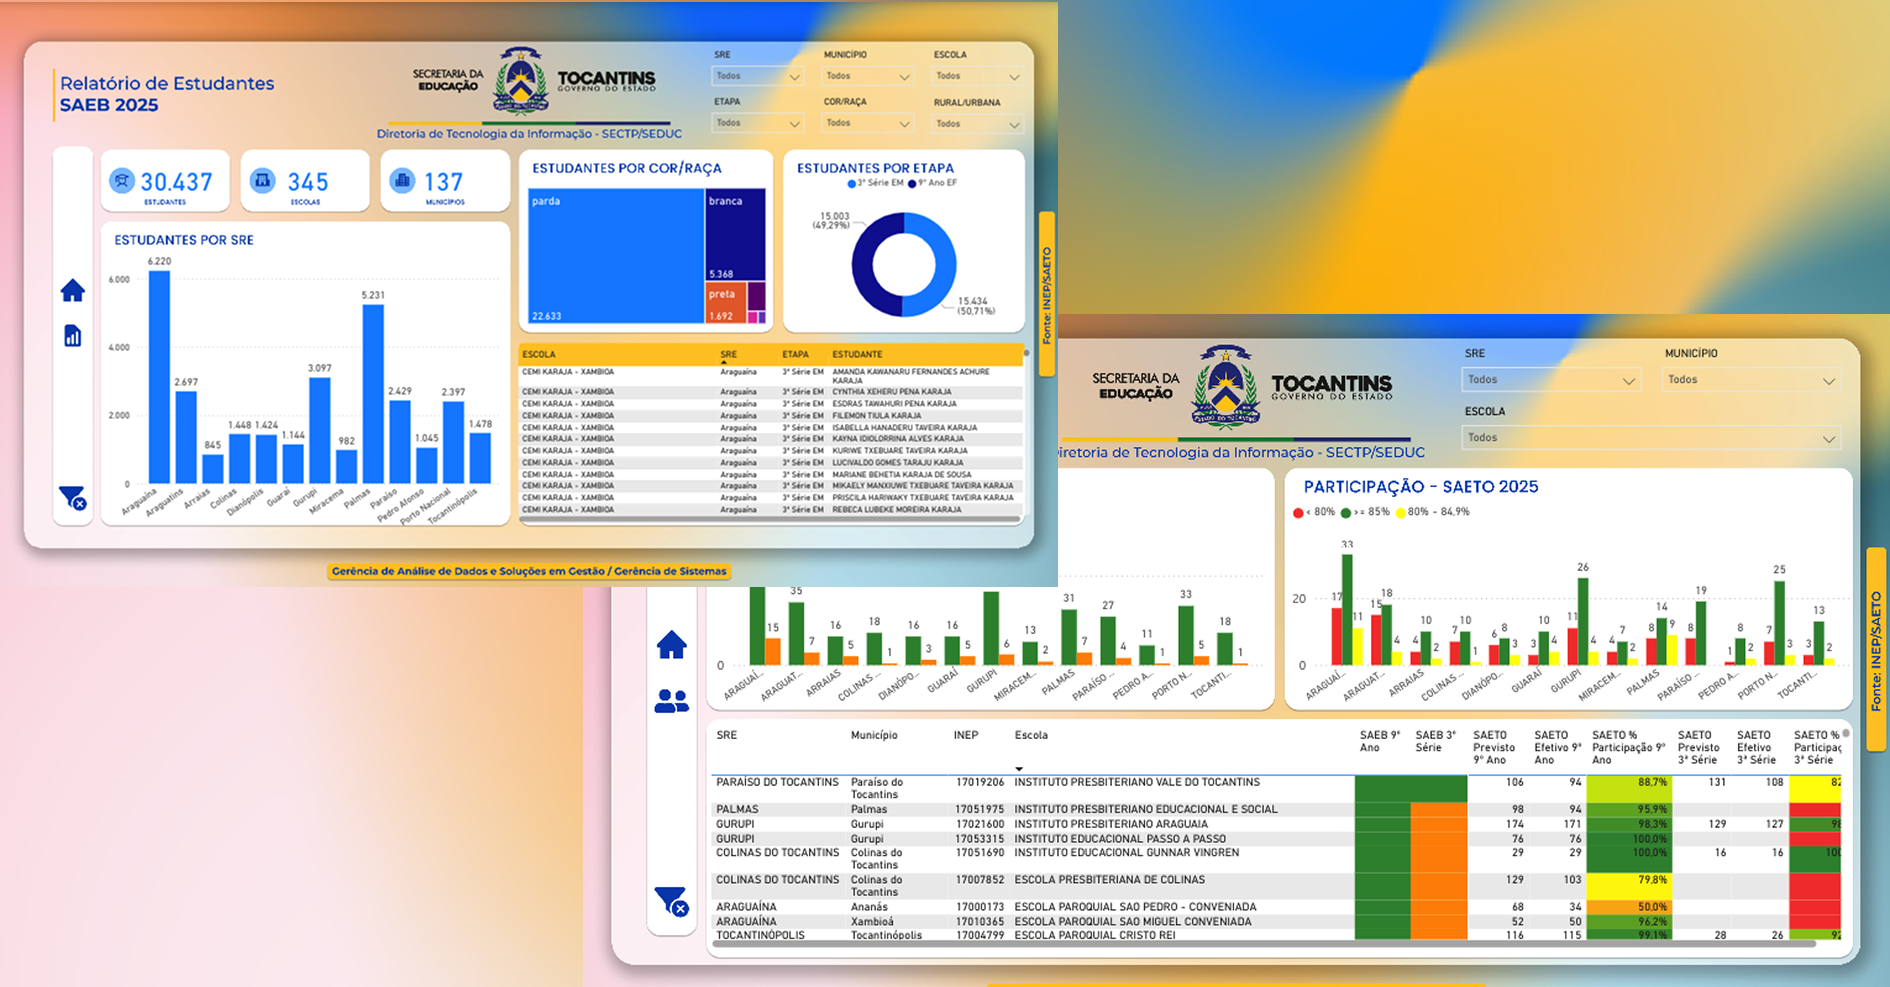 Relatório de Estudantes
SAEB 2025
SECRETARIA DA
EDUCAÇÃO
TOCANTINS
GOVERNO DO ESTADO
Diretoria de Tecnologia da Informação - SECTP/SEDUC
SRE
MUNICÍPIO
ESCOLA
Todos
Todos
Todos
ETAPA
COR/RAÇA
RURAL/URBANA
Todos
Todos
Todos
30.437
ESTUDANTES
345
ESCOLAS
137
MUNICÍPIOS
ESTUDANTES POR SRE
6.000
4.000
2.000
0
6.220
2.697
845
1.448
1.424
1.144
3.097
982
5.231
2.429
1.045
2.397
1.478
Araguaína
Araguatins
Arraias
Colinas
Dianópolis
Guaraí
Gurupi
Miracema
Palmas
Paraíso
Pedro Afonso
Porto Nacional
Tocantinópolis
ESTUDANTES POR COR/RAÇA
parda
22.633
branca
5.368
preta
1.692
ESTUDANTES POR ETAPA
3ª Série EM
9º Ano EF
15.003
(49,29%)
15.434
(50,71%)
ESCOLA SRE ETAPA ESTUDANTE
CEMI KARAJA - XAMBIOA Araguaína 3ª Série EM AMANDA KAWANARU FERNANDES ACHURE
KARAJA
CEMI KARAJA - XAMBIOA Araguaína 3ª Série EM CYNTHIA XEHERU PENA KARAJA
CEMI KARAJA - XAMBIOA Araguaína 3ª Série EM ESDRAS TAWAHURI PENA KARAJA
CEMI KARAJA - XAMBIOA Araguaína 3ª Série EM FILEMON TIULA KARAJA
CEMI KARAJA - XAMBIOA Araguaína 3ª Série EM ISABELLA HANADERU TAVEIRA KARAJA
CEMI KARAJA - XAMBIOA Araguaína 3ª Série EM KAYNA IDIOLORRINA ALVES KARAJA
CEMI KARAJA - XAMBIOA Araguaína 3ª Série EM KURIWE TXEBUARE TAVEIRA KARAJA
CEMI KARAJA - XAMBIOA Araguaína 3ª Série EM LUCIVALDO GOMES TARAJU KARAJA
CEMI KARAJA - XAMBIOA Araguaína 3ª Série EM MARIANE BEHETIA KARAJA DE SOUSA
CEMI KARAJA - XAMBIOA Araguaína 3ª Série EM MIKAELY MANXIUWE TXEBUARE TAVEIRA KARAJA
CEMI KARAJA - XAMBIOA Araguaína 3ª Série EM PRISCILA HARIWAKY TXEBUARE TAVEIRA KARAJA
CEMI KARAJA - XAMBIOA Araguaína 3ª Série EM REBECA LUBEKE MOREIRA KARAJA
Fonte: INEP/SAETO
Gerência de Análise de Dados e Soluções em Gestão / Gerência de Sistemas
SECRETARIA DA
EDUCAÇÃO
TOCANTINS
GOVERNO DO ESTADO
iretoria de Tecnologia da Informação - SECTP/SEDUC
SRE
MUNICÍPIO
Todos
Todos
ESCOLA
Todos
0
15
35
7
16
5
18
1
16
3
16
5
6
13
2
31
7
27
4
11
1
33
5
18
1
ARAGUAÍ...
ARAGUAT...
ARRAIAS
COLINAS ...
DIANÓPO...
GUARAÍ
GURUPI
MIRACEM...
PALMAS
PARAÍSO ...
PEDRO A...
PORTO N...
TOCANTI...
PARTICIPAÇÃO - SAETO 2025
< 80%
>= 85%
80% - 84,9%
20
0
17
33
11
15
18
4
4
10
2
7
10
1
6
8
3
3
10
4
11
26
4
4
7
2
8
14
9
8
19
1
8
2
7
25
3
3
13
2
ARAGUAÍ...
ARAGUAT...
ARRAIAS
COLINAS ...
DIANÓPO...
GUARAÍ
GURUPI
MIRACEM...
PALMAS
PARAÍSO ...
PEDRO A...
PORTO N...
TOCANTI...
Fonte: INEP/SAETO
SRE Município INEP Escola SAEB 9º Ano SAEB 3ª Série SAETO Previsto 9º Ano SAETO Efetivo 9º Ano SAETO % Participação 9º Ano SAETO Previsto 3ª Série SAETO Efetivo 3ª Série SAETO % Participaç 3ª Série
PARAÍSO DO TOCANTINS Paraíso do Tocantins 17019206 INSTITUTO PRESBITERIANO VALE DO TOCANTINS 106 94 88,7% 131 108 82
PALMAS Palmas 17051975 INSTITUTO PRESBITERIANO EDUCACIONAL E SOCIAL 98 94 95,9%
GURUPI Gurupi 17021600 INSTITUTO PRESBITERIANO ARAGUAIA 174 171 98,3% 129 127 98
GURUPI Gurupi 17053315 INSTITUTO EDUCACIONAL PASSO A PASSO 76 76 100,0%
COLINAS DO TOCANTINS Colinas do Tocantins 17051690 INSTITUTO EDUCACIONAL GUNNAR VINGREN 29 29 100,0% 16 16 100
COLINAS DO TOCANTINS Colinas do Tocantins 17007852 ESCOLA PRESBITERIANA DE COLINAS 129 103 79,8%
ARAGUAÍNA Ananás 17000173 ESCOLA PAROQUIAL SAO PEDRO - CONVENIADA 68 34 50,0%
ARAGUAÍNA Xambioá 17010365 ESCOLA PAROQUIAL SAO MIGUEL CONVENIADA 52 50 96,2%
TOCANTINÓPOLIS Tocantinópolis 17004799 ESCOLA PAROQUIAL CRISTO REI 116 115 99,1% 28 26 92